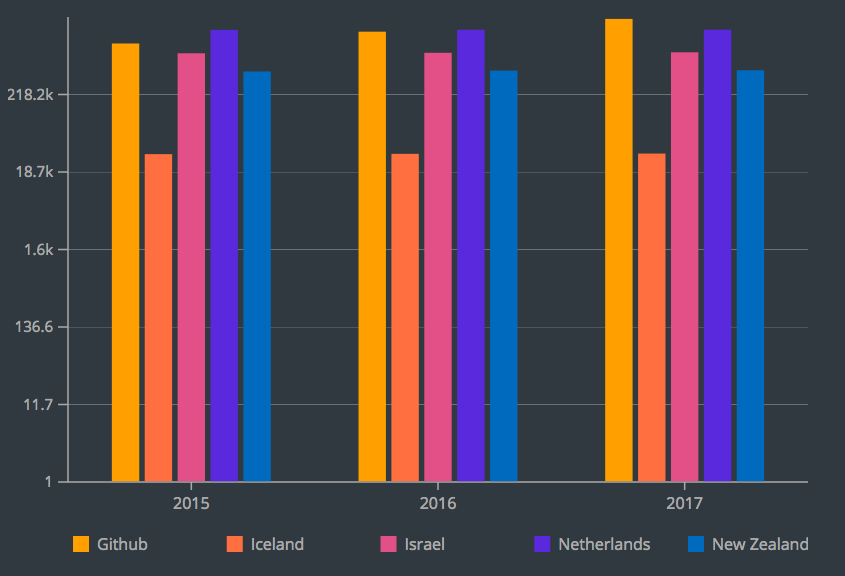 218.2k
18.7k
1.6k
136.6
11.7
1
2015 2016 2017
Github Iceland Israel Netherlands New Zealand